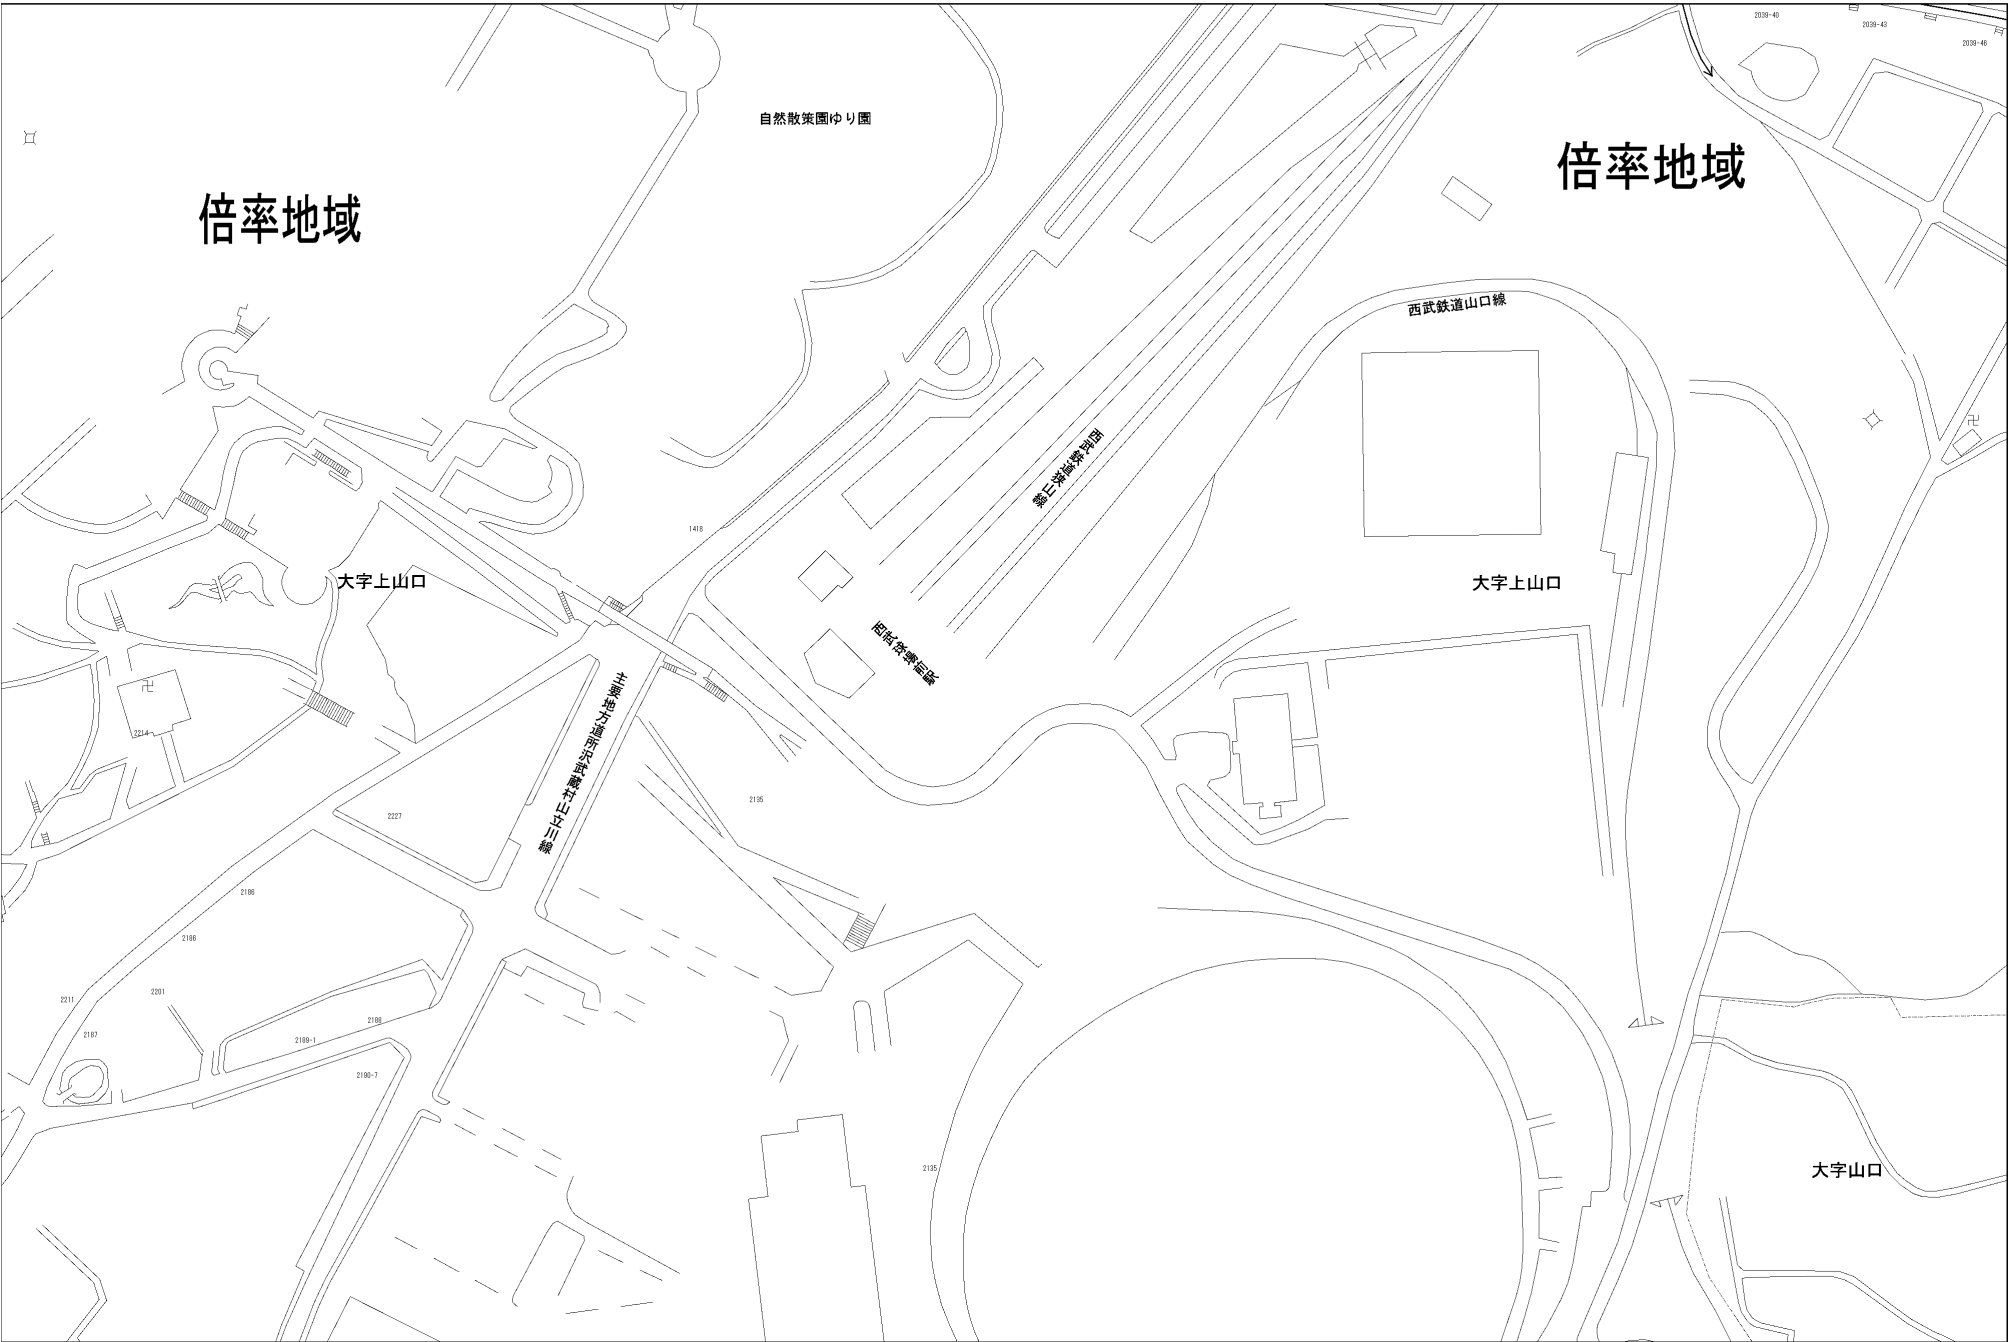 2039-40
2039-43
2039-46
自然散策園ゆり園
倍率地域
倍率地域
西武鉄道山口線
西武鉄道狭山線
1418
大字上山口
大字上山口
西武球場前駅
主要地方道所沢武蔵村山立川線
2214
2135
2227
2186
2186
2201
2211
2188
2187
2189-1
2190-7
2135
大字山口